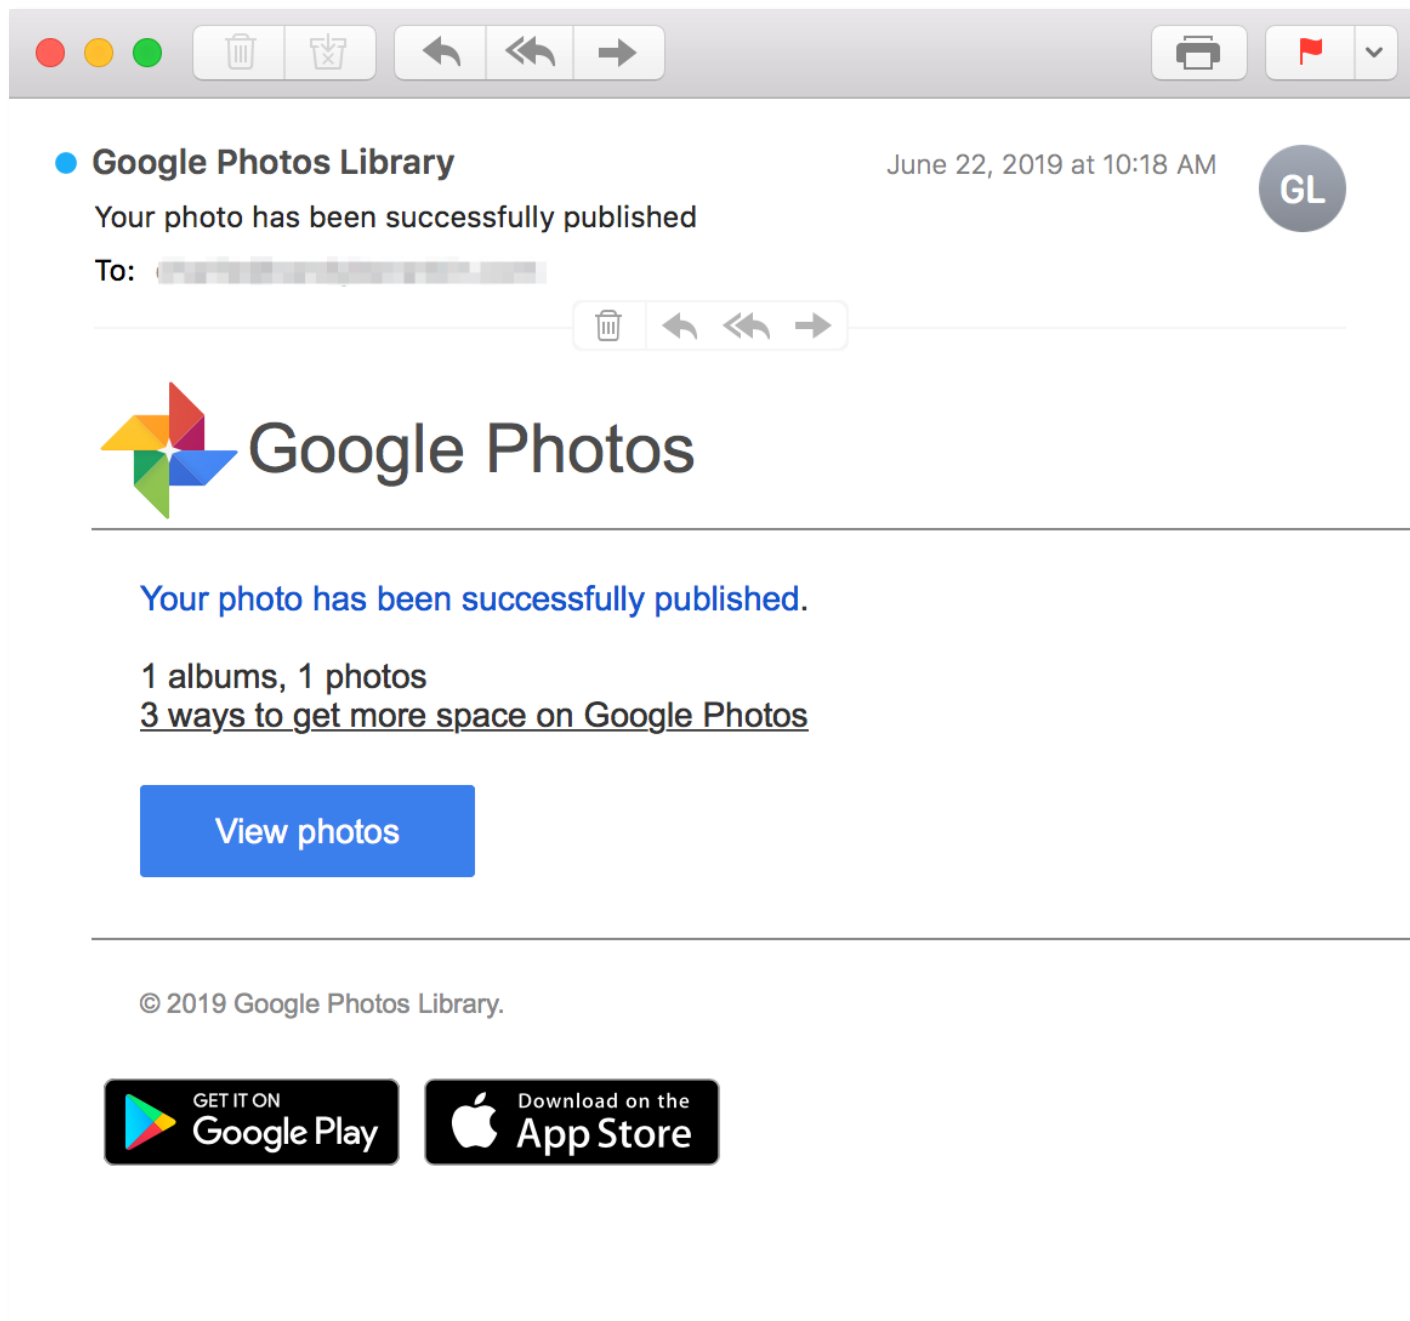 Google Photos Library
June 22, 2019 at 10:18 AM
GL
Your photo has been successfully published
To:
Google Photos
Your photo has been successfully published.
1 albums, 1 photos
3 ways to get more space on Google Photos
View photos
© 2019 Google Photos Library.
GET IT ON
Google Play
Download on the
App Store